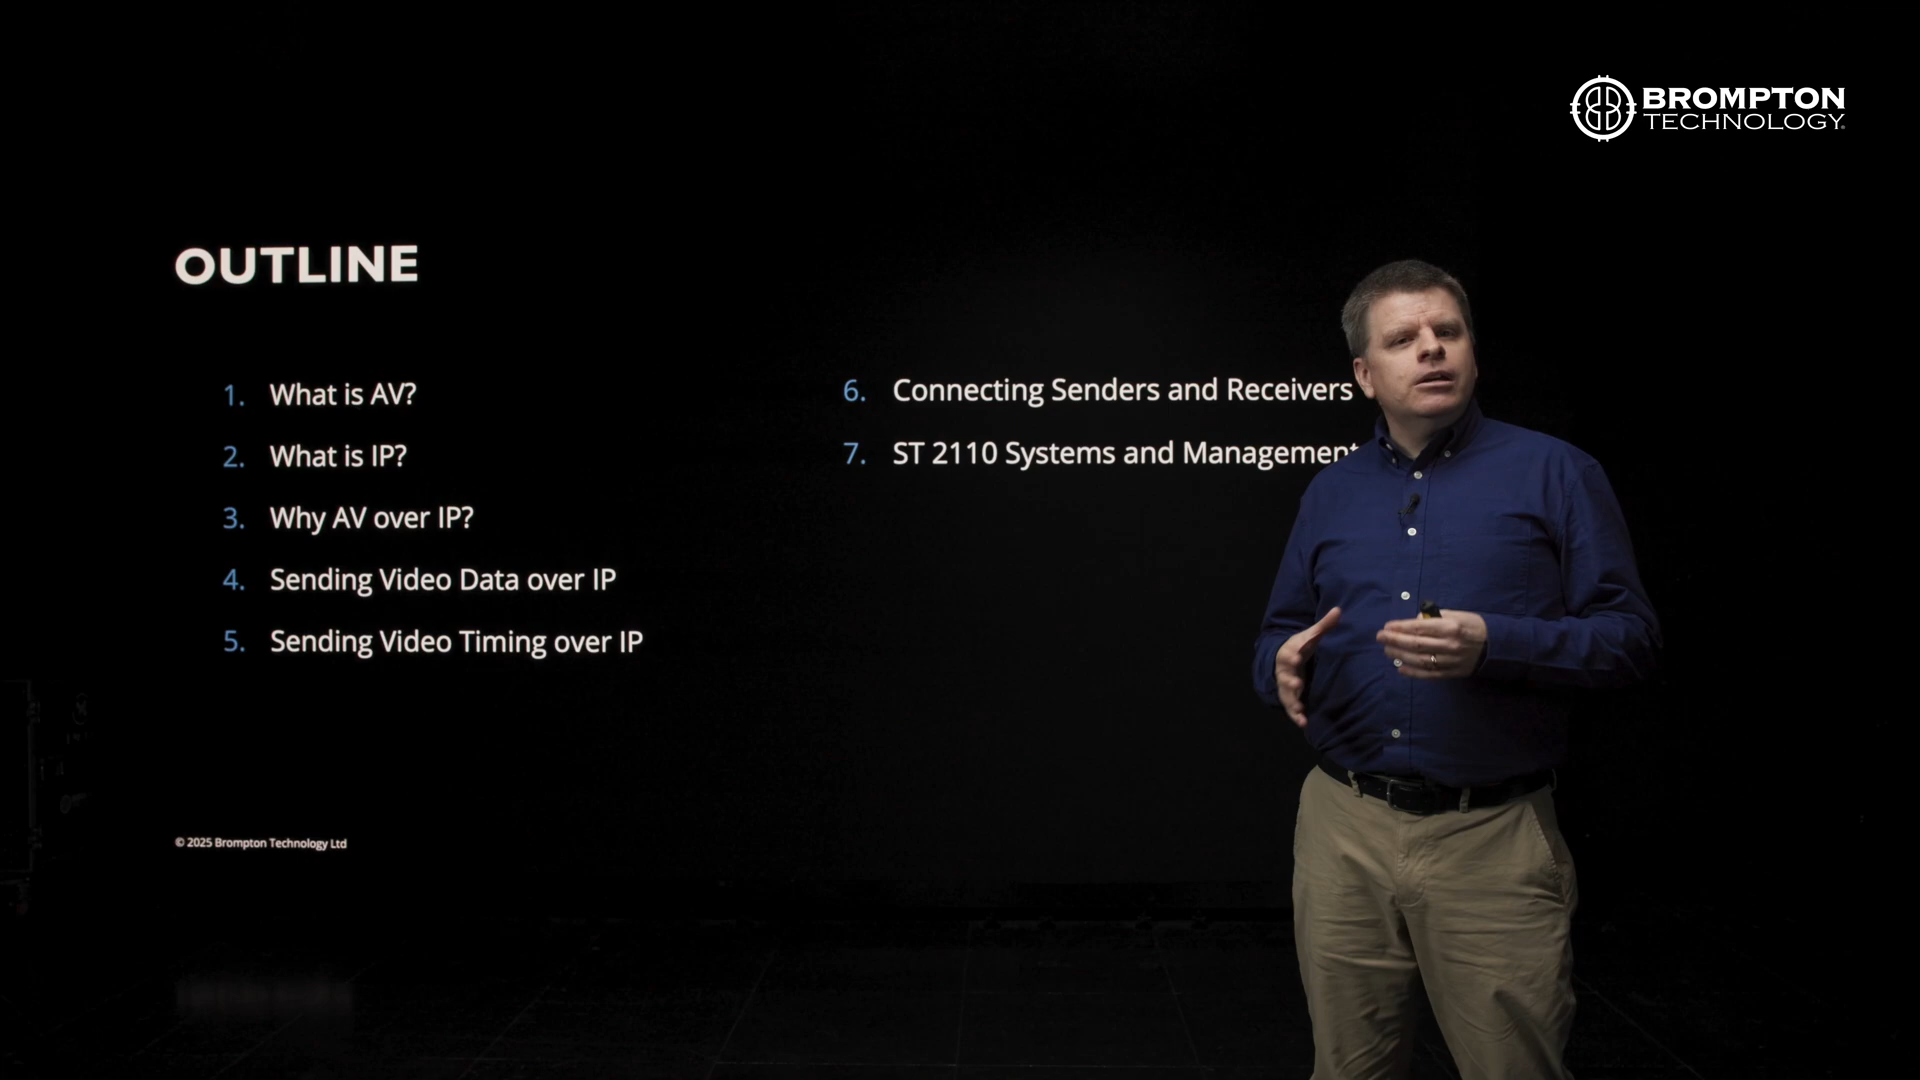 BROMPTON
TECHNOLOGY
OUTLINE
1. What is AV?
2. What is IP?
3. Why AV over IP?
4. Sending Video Data over IP
5. Sending Video Timing over IP
6. Connecting Senders and Receivers
7. ST 2110 Systems and Management
© 2025 Brompton Technology Ltd